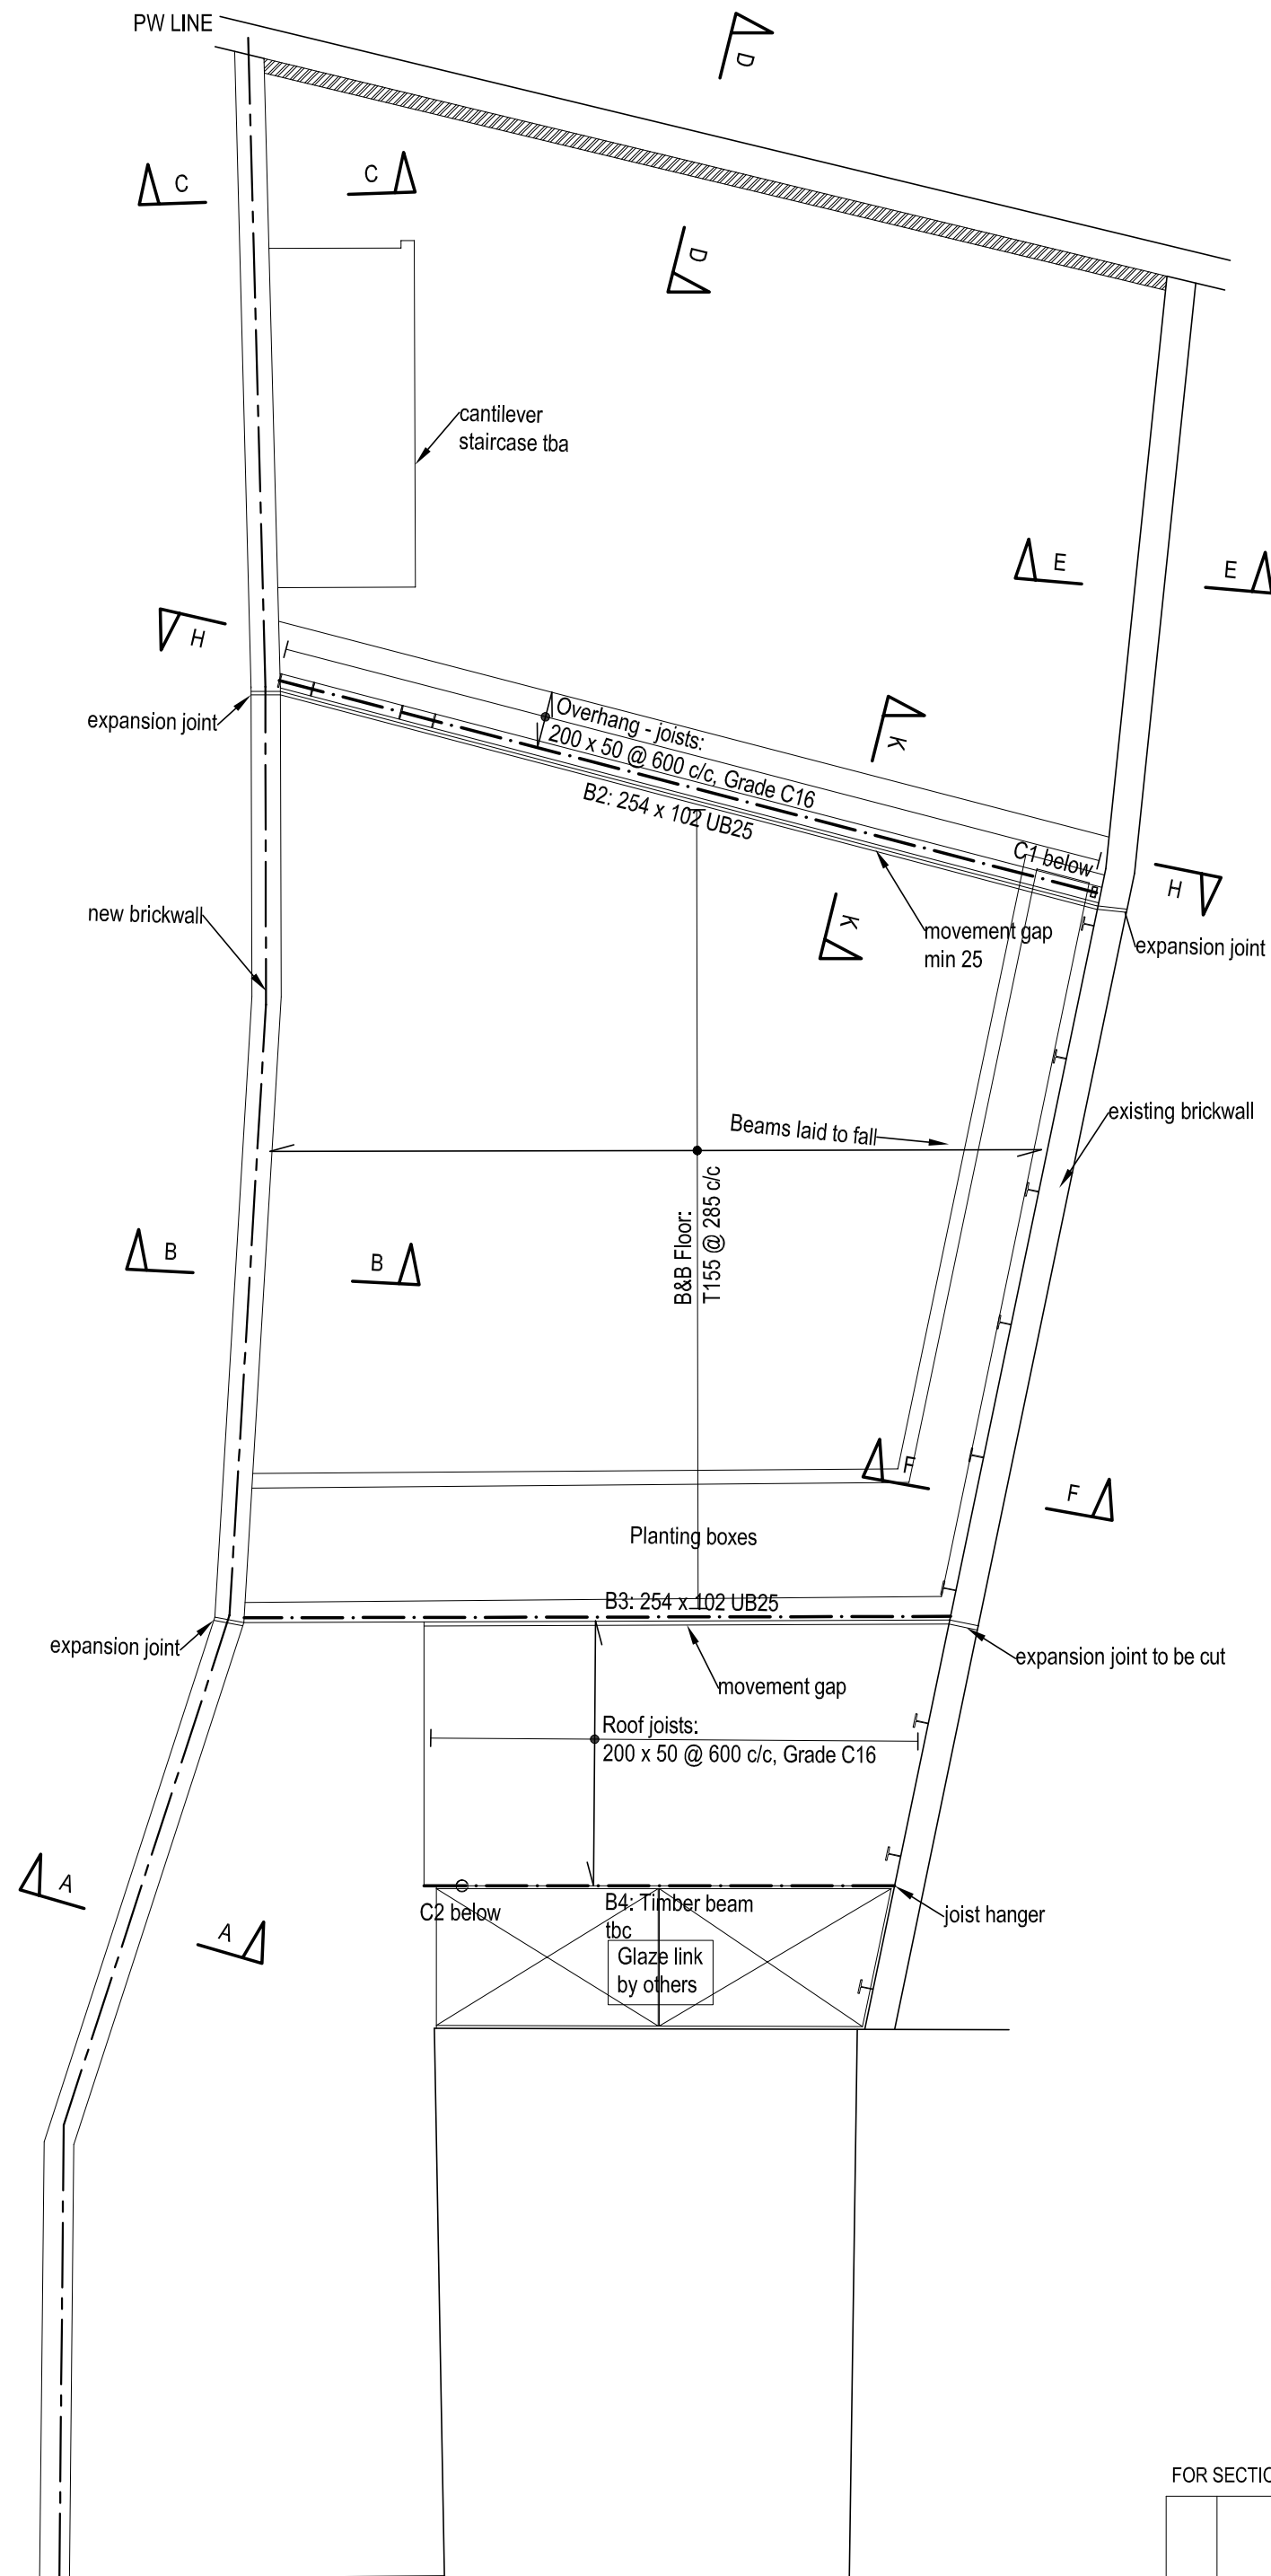 PW LINE
D
C
C
D
cantilever
staircase tba
E
E
H
expansion joint
Overhang - joists:
200 x 50 @ 600 c/c, Grade C16
B2: 254 x 102 UB25
K
C1 below
H
new brickwall
K
movement gap
min 25
expansion joint
existing brickwall
Beams laid to fall
B&B Floor:
T155 @ 285 c/c
B
B
F
F
Planting boxes
B3: 254 x 102 UB25
expansion joint
expansion joint to be cut
movement gap
Roof joists:
200 x 50 @ 600 c/c, Grade C16
A
A
C2 below
B4: Timber beam
tbc
joist hanger
Glaze link
by others
FOR SECTIO